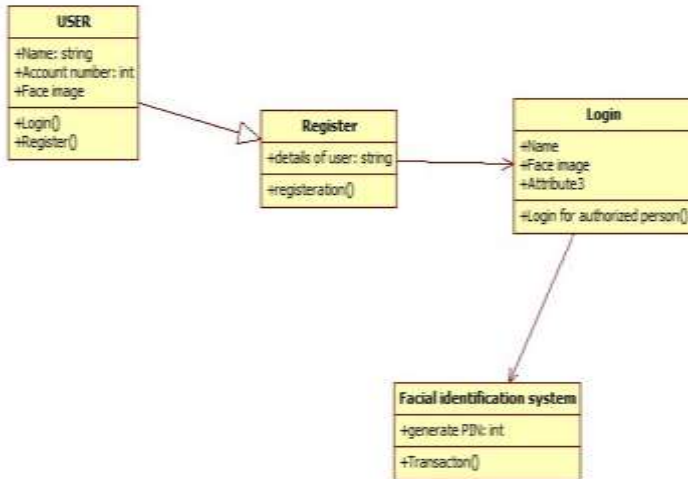 USER
+Name: string
+Account number: int
+Face image
+Login()
+Register()
Register
+details of user: string
+registeration()
Login
+Name
+Face image
+Attribute3
+Login for authorized person()
Facial identification system
+generate PIN: int
+Transacton()